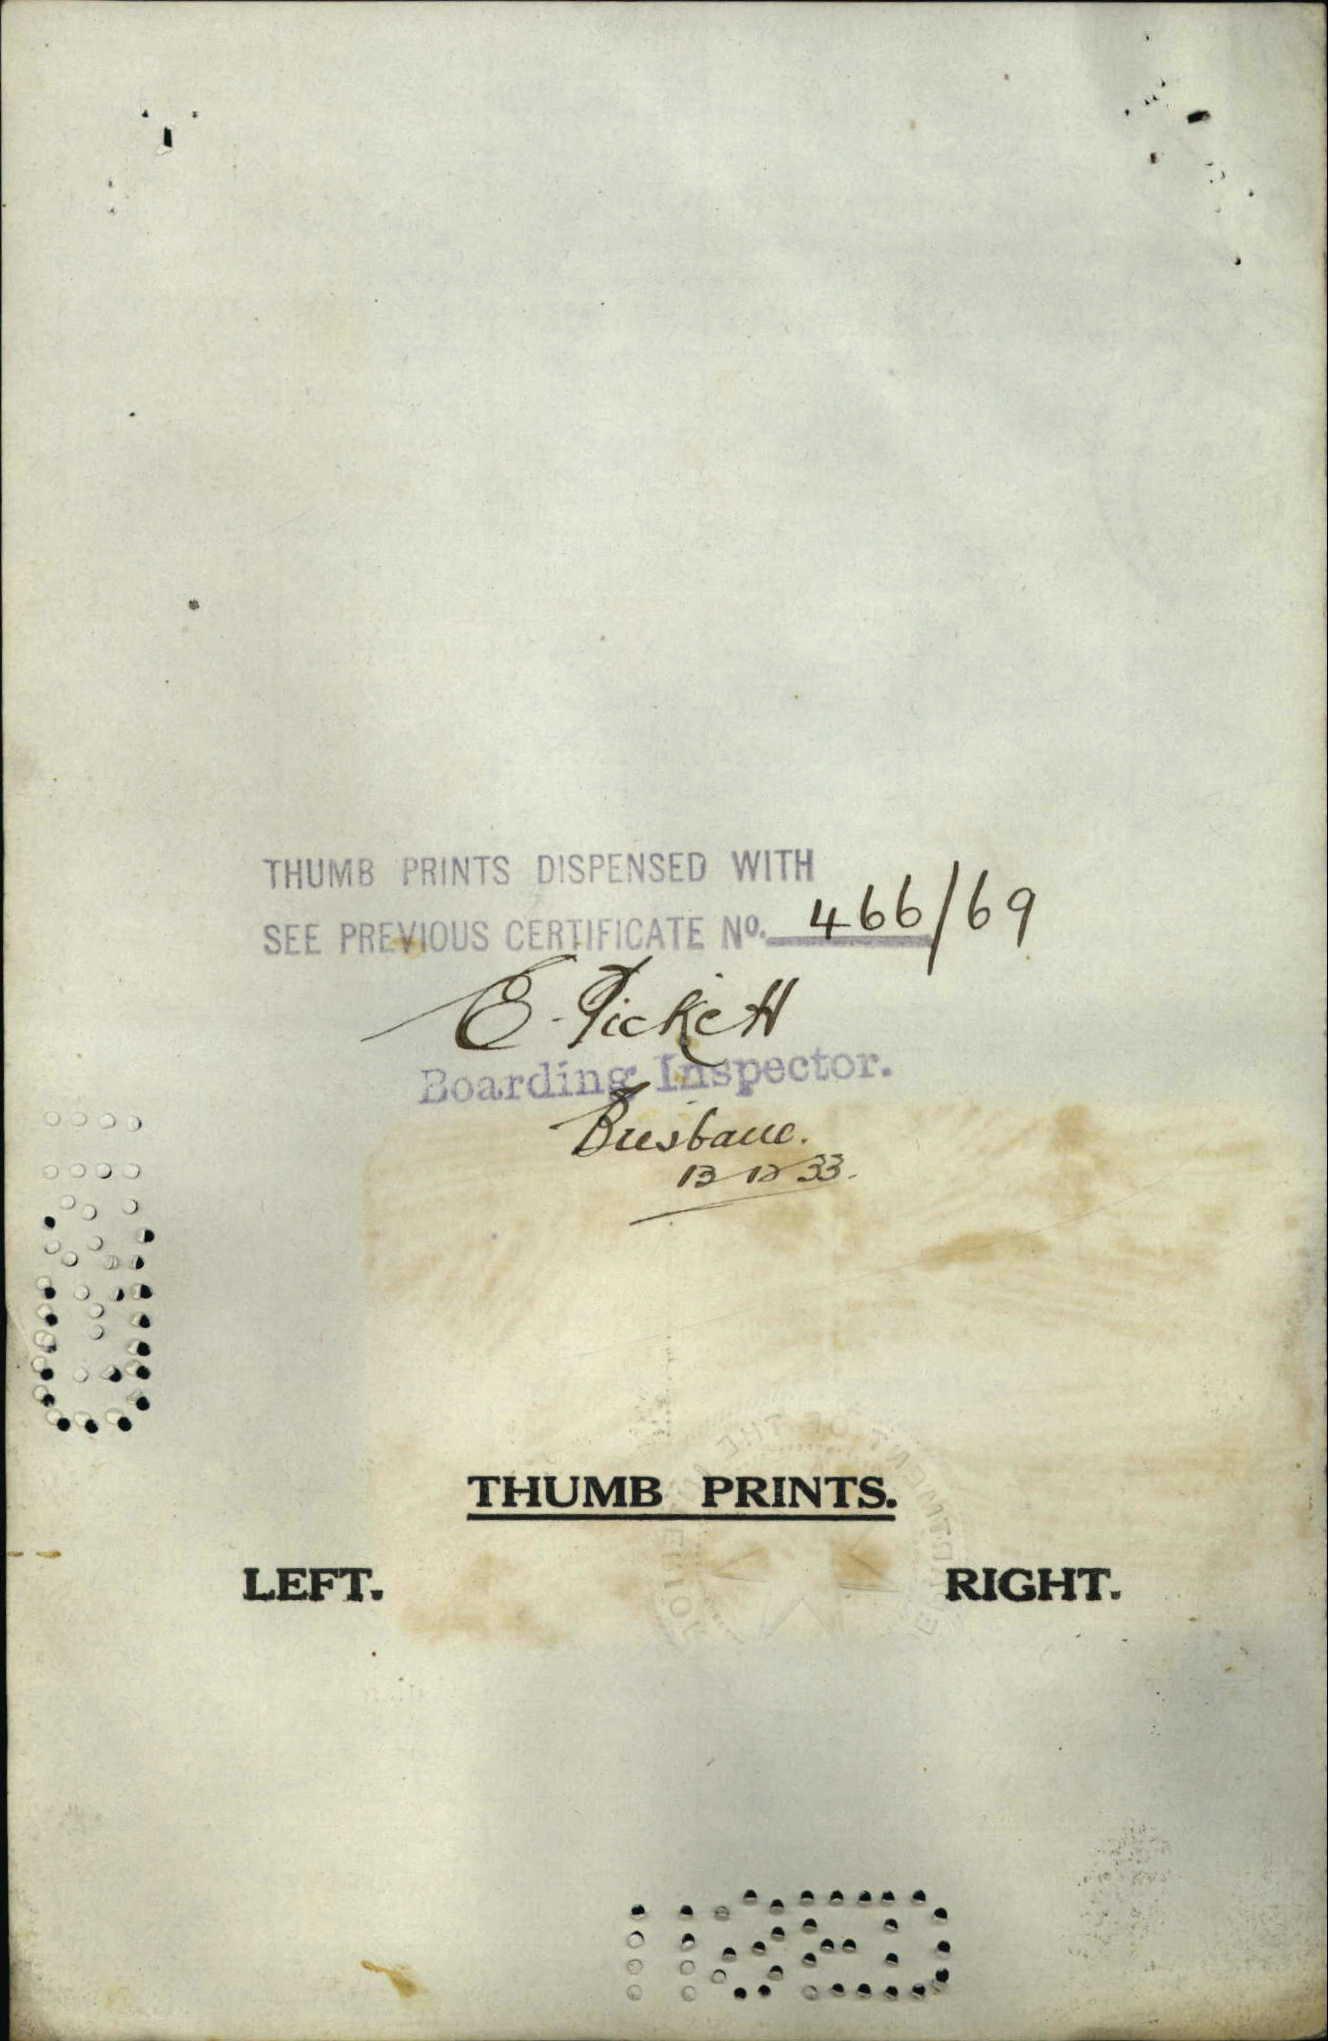 THUMB PRINTS DISPENSED WITH
SEE PREVIOUS CERTIFICATE No. 466/69
E. Pickett
Boarding Inspector.
Brisbane.
13 12 33.
THUMB PRINTS.
LEFT.
RIGHT.